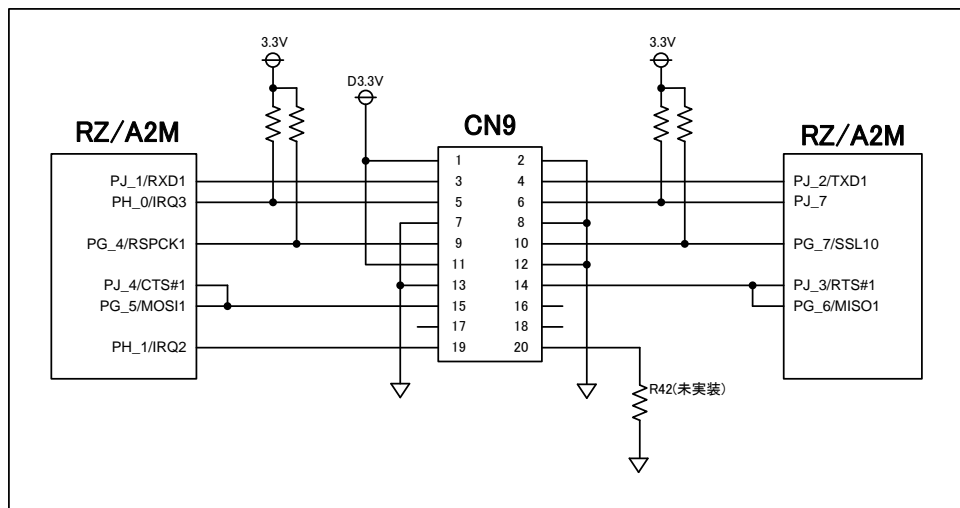 3.3V
3.3V
D3.3V
RZ/A2M
CN9
RZ/A2M
1 2
PJ_1/RXD1 3 4 PJ_2/TXD1
PH_0/IRQ3 5 6 PJ_7
7 8
PG_4/RSPCK1 9 10 PG_7/SSL10
11 12
PJ_4/CTS#1 13 14 PJ_3/RTS#1
PG_5/MOSI1 15 16 PG_6/MISO1
17 18
PH_1/IRQ2 19 20
R42(未実装)